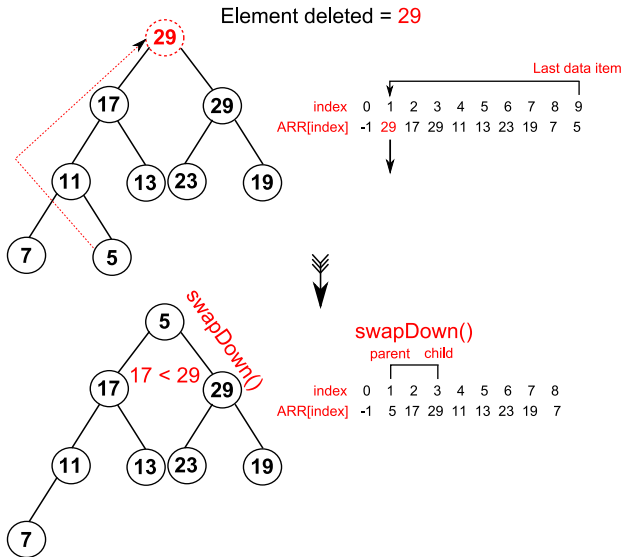 Element deleted = 29
29
17
29
11
13
23
19
7
5
Last data item
index 0 1 2 3 4 5 6 7 8 9
ARR[index] -1 29 17 29 11 13 23 19 7 5
5
swapDown()
17 < 29
17
29
11
13
23
19
7
swapDown()
parent child
index 0 1 2 3 4 5 6 7 8
ARR[index] -1 5 17 29 11 13 23 19 7